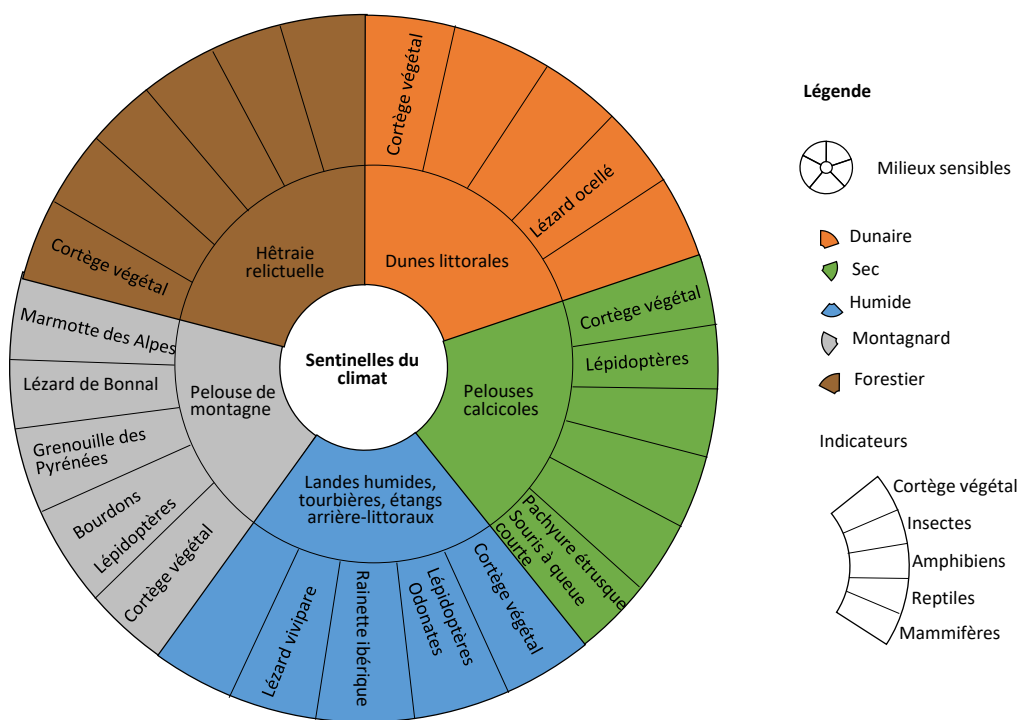 Cortège végétal
Lézard ocellé
Dunes littorales
Hêtraie
relictuelle
Cortège végétal
Marmotte des Alpes
Lézard de Bonnal
Grenouille des
Pyrénées
Bourdons
Lépidoptères
Cortège végétal
Pelouse de
montagne
Sentinelles du
climat
Cortège végétal
Lépidoptères
Pelouses
calcicoles
Pachyure étrusque
Souris à queue
courte
Landes humides,
tourbières, étangs
arrière-littoraux
Lézard vivipare
Rainette ibérique
Lépidoptères
Odonates
Cortège végétal
Légende
Milieux sensibles
Dunaire
Sec
Humide
Montagnard
Forestier
Indicateurs
Cortège végétal
Insectes
Amphibiens
Reptiles
Mammifères